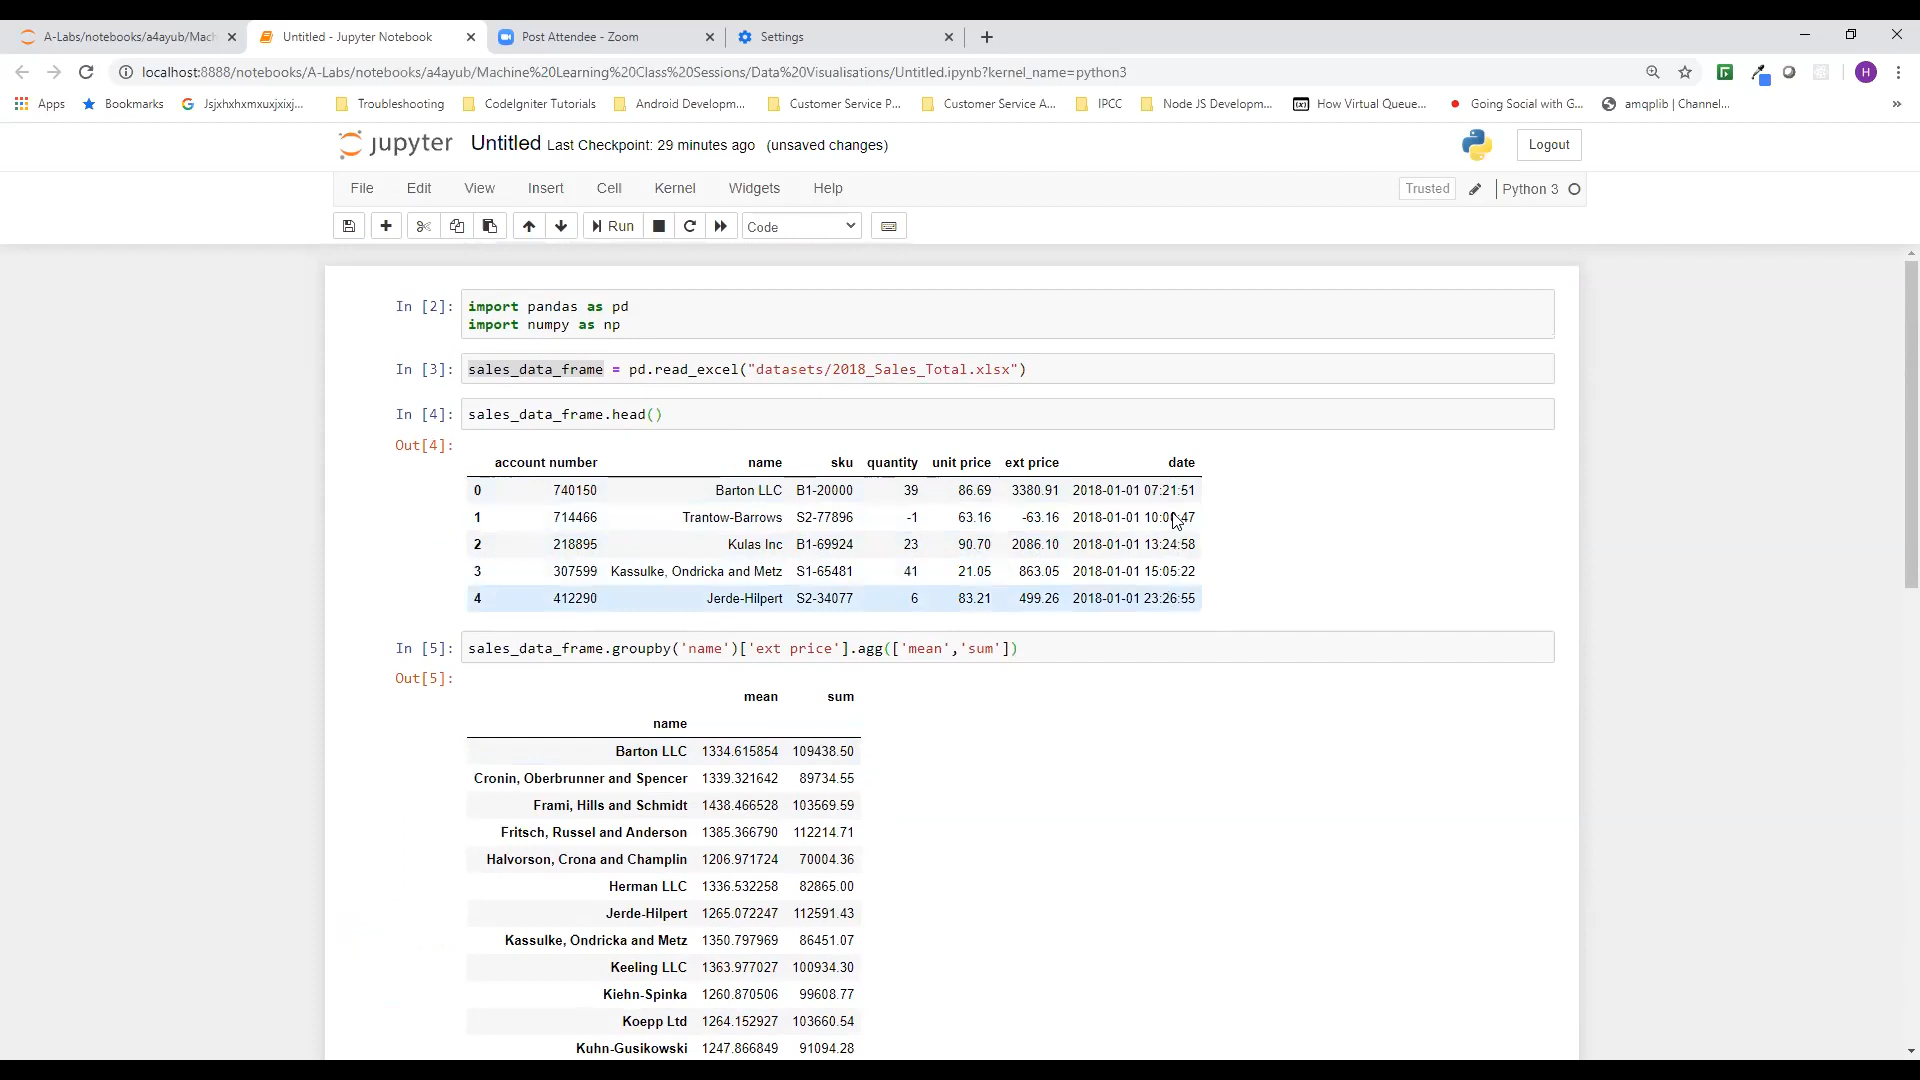 A-Labs/notebooks/a4ayub/Mach
Untitled - Jupyter Notebook
Post Attendee - Zoom
Settings
localhost:8888/notebooks/A-Labs/notebooks/a4ayub/Machine%20Learning%20Class%20Sessions/Data%20Visualisations/Untitled.ipynb?kernel_name=python3
H
Apps
Bookmarks
Jsjxhxhxmxuxjxixj...
Troubleshooting
CodeIgniter Tutorials
Android Developm...
Customer Service P...
Customer Service A...
IPCC
Node JS Developm...
How Virtual Queue...
Going Social with G...
amqplib | Channel...
»
jupyter
Untitled Last Checkpoint: 29 minutes ago (unsaved changes)
Logout
File Edit View Insert Cell Kernel Widgets Help
Trusted
Python 3
Run
Code
In [2]: import pandas as pd
import numpy as np
In [3]: sales_data_frame = pd.read_excel("datasets/2018_Sales_Total.xlsx")
In [4]: sales_data_frame.head()
Out[4]:
account number name sku quantity unit price ext price date
0 740150 Barton LLC B1-20000 39 86.69 3380.91 2018-01-01 07:21:51
1 714466 Trantow-Barrows S2-77896 -1 63.16 -63.16 2018-01-01
2 218895 Kulas Inc B1-69924 23 90.70 2086.10 2018-01-01 13:24:58
3 307599 Kassulke, Ondricka and Metz S1-65481 41 21.05 863.05 2018-01-01 15:05:22
4 412290 Jerde-Hilpert S2-34077 6 83.21 499.26 2018-01-01 23:26:55
In [5]: sales_data_frame.groupby('name')['ext price'].agg(['mean','sum'])
Out[5]:
mean sum
name
Barton LLC 1334.615854 109438.50
Cronin, Oberbrunner and Spencer 1339.321642 89734.55
Frami, Hills and Schmidt 1438.466528 103569.59
Fritsch, Russel and Anderson 1385.366790 112214.71
Halvorson, Crona and Champlin 1206.971724 70004.36
Herman LLC 1336.532258 82865.00
Jerde-Hilpert 1265.072247 112591.43
Kassulke, Ondricka and Metz 1350.797969 86451.07
Keeling LLC 1363.977027 100934.30
Kiehn-Spinka 1260.870506 99608.77
Koepp Ltd 1264.152927 103660.54
Kuhn-Gusikowski 1247.866849 91094.28